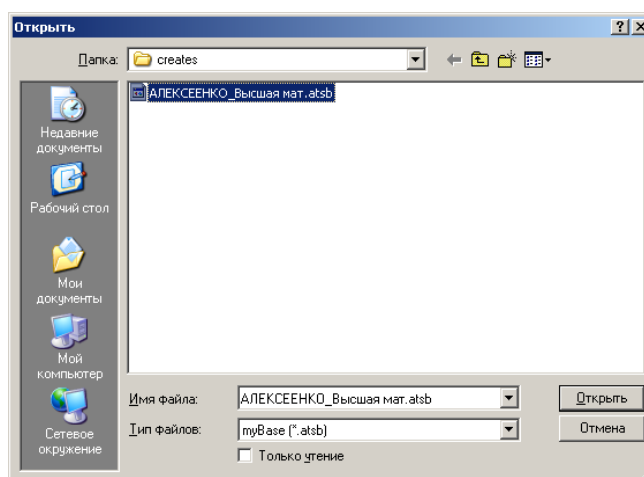 Открыть
Папка:
creates
АЛЕКСЕЕНКО_Высшая мат.atsb
Недавние
документы
Рабочий стол
Мои
документы
Мой
компьютер
Сетевое
окружение
Имя файла:
АЛЕКСЕЕНКО_Высшая мат.atsb
Открыть
Тип файлов:
myBase (*.atsb)
Отмена
Только чтение